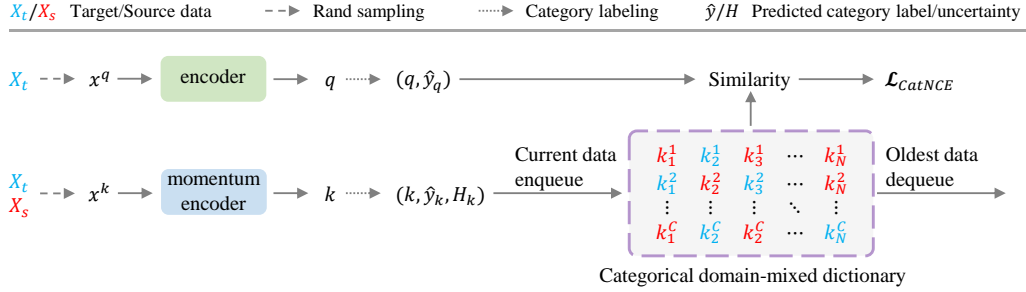 X_t/X_s Target/Source data Rand sampling Category labeling ŷ/H Predicted category label/uncertainty
X_t x^q encoder q (q, ŷ_q) Similarity 𝓛_CatNCE
X_t
X_s
x^k
momentum
encoder
k (k, ŷ_k, H_k)
Current data
enqueue
k_1^1 k_2^1 k_3^1 ⋯ k_N^1
k_1^2 k_2^2 k_3^2 ⋯ k_N^2
⋮ ⋮ ⋮ ⋱ ⋮
k_1^C k_2^C k_2^C ⋯ k_N^C
Oldest data
dequeue
Categorical domain-mixed dictionary